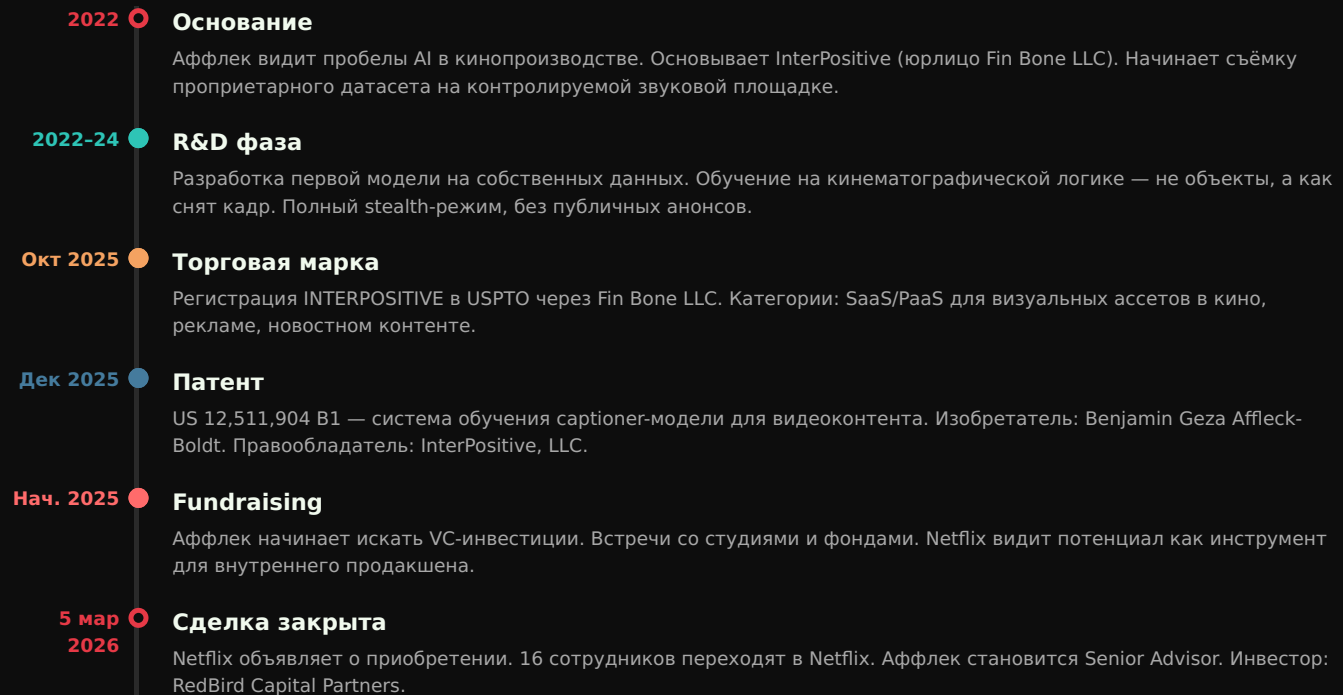 2022
Основание
Аффлек видит пробелы AI в кинопроизводстве. Основывает InterPositive (юрлицо Fin Bone LLC). Начинает съёмку
проприетарного датасета на контролируемой звуковой площадке.
2022–24
R&D фаза
Разработка первой модели на собственных данных. Обучение на кинематографической логике — не объекты, а как
снят кадр. Полный stealth-режим, без публичных анонсов.
Окт 2025
Торговая марка
Регистрация INTERPOSITIVE в USPTO через Fin Bone LLC. Категории: SaaS/PaaS для визуальных ассетов в кино,
рекламе, новостном контенте.
Дек 2025
Патент
US 12,511,904 B1 — система обучения captioner-модели для видеоконтента. Изобретатель: Benjamin Geza Affleck-
Boldt. Правообладатель: InterPositive, LLC.
Нач. 2025
Fundraising
Аффлек начинает искать VC-инвестиции. Встречи со студиями и фондами. Netflix видит потенциал как инструмент
для внутреннего продакшена.
5 мар
2026
Сделка закрыта
Netflix объявляет о приобретении. 16 сотрудников переходят в Netflix. Аффлек становится Senior Advisor. Инвестор:
RedBird Capital Partners.